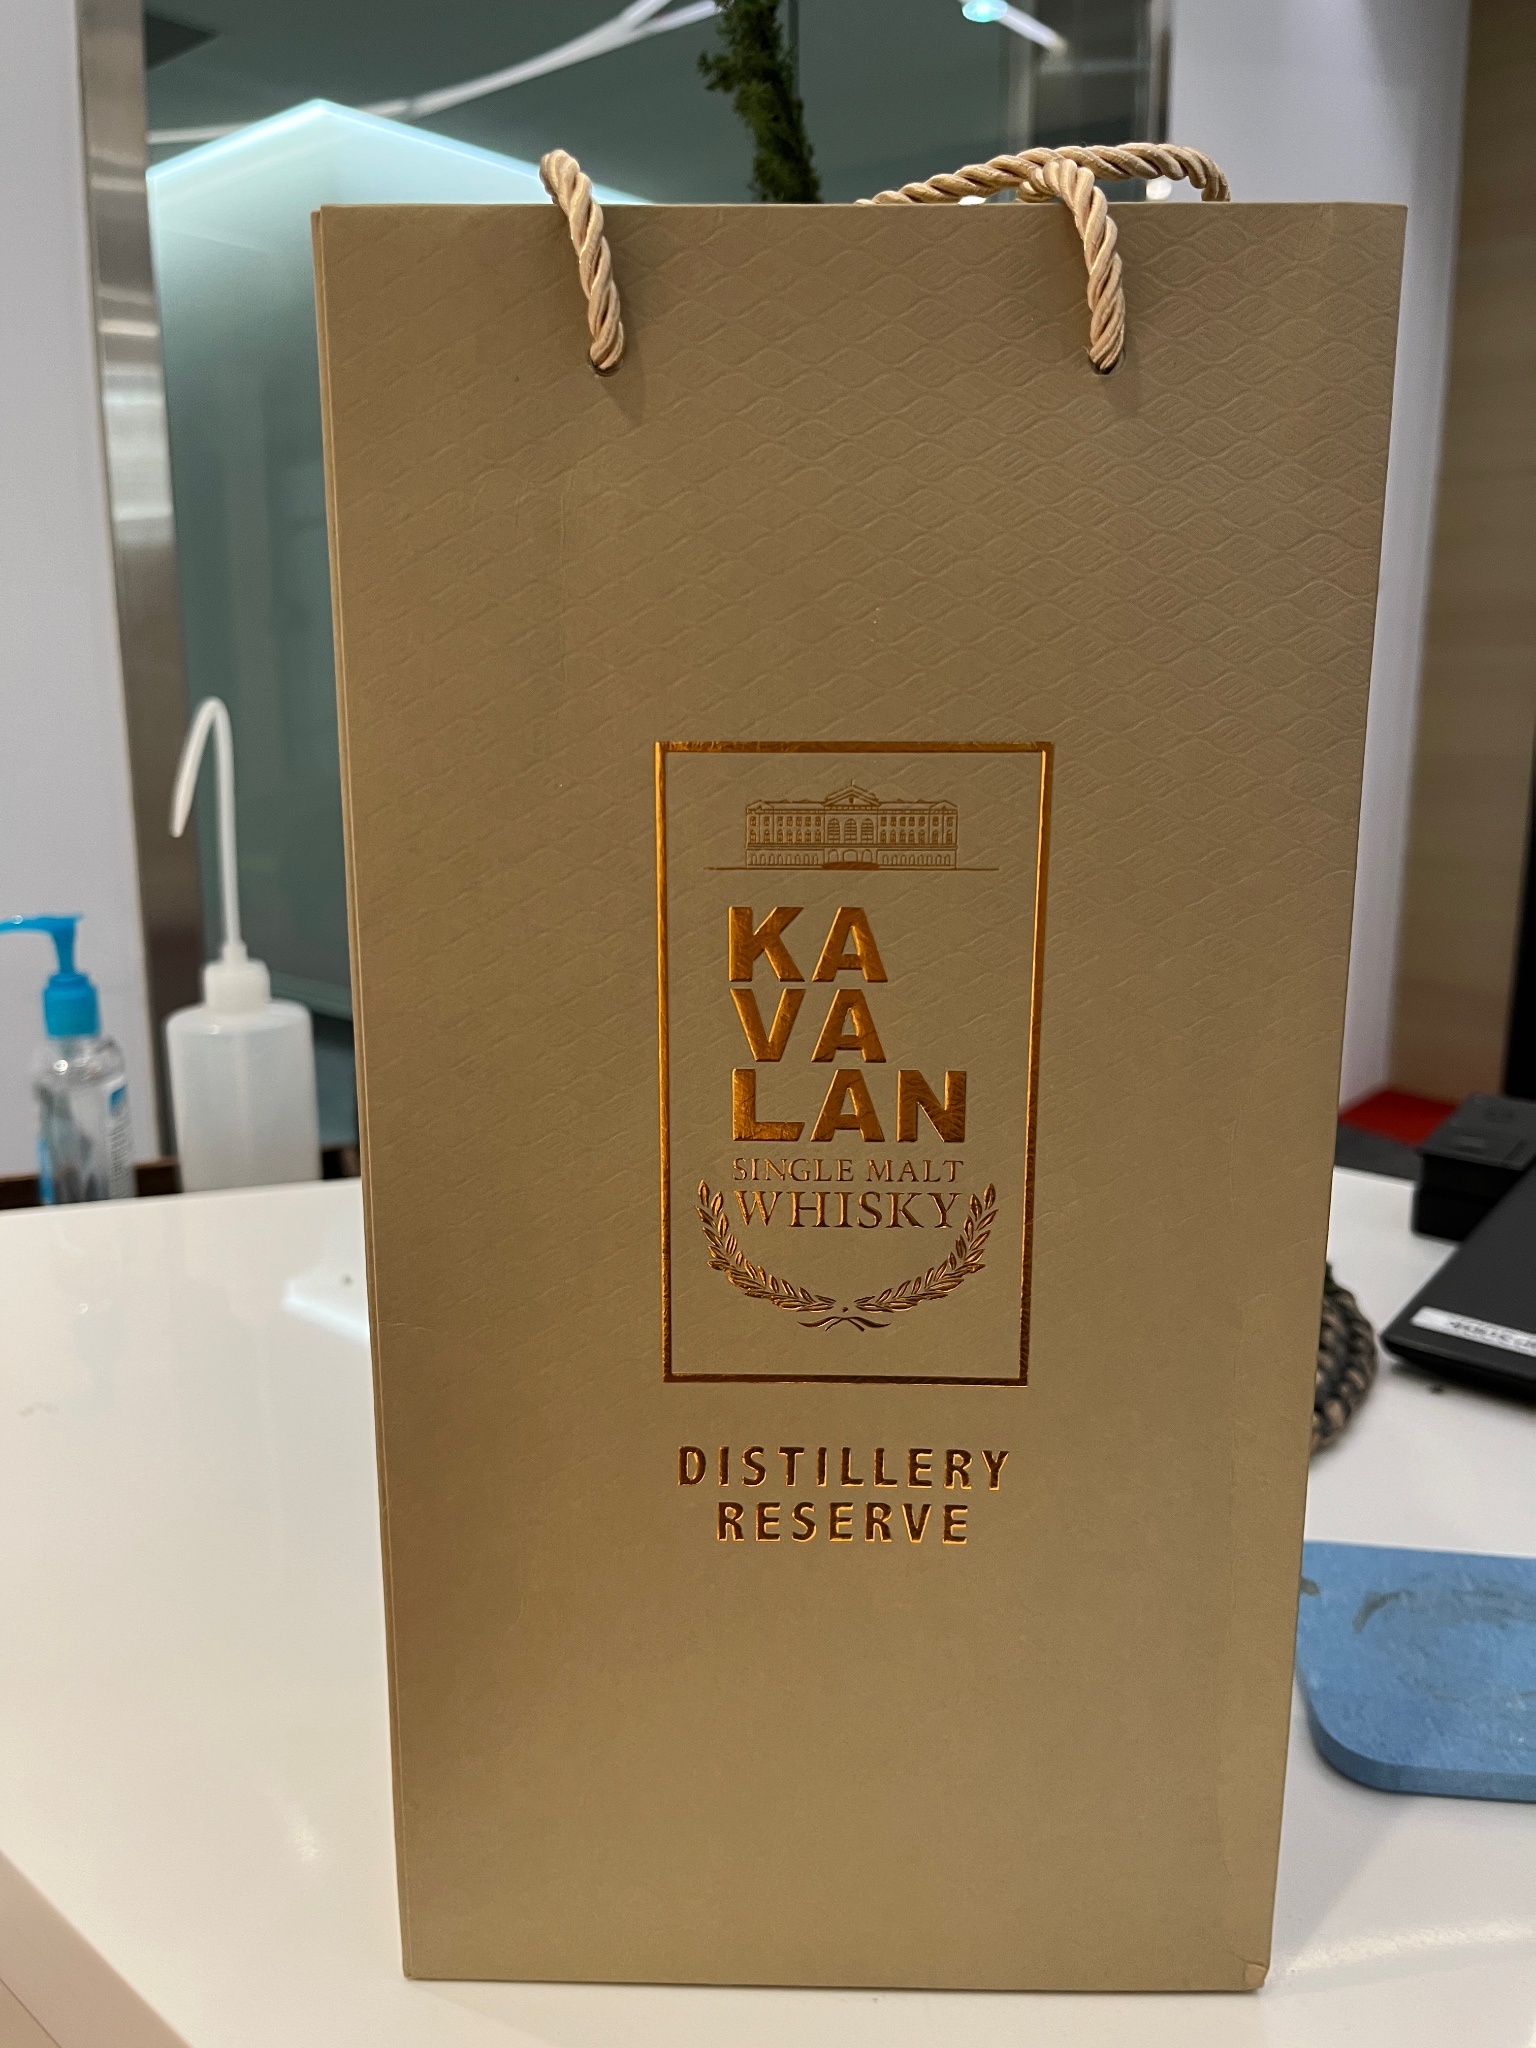 KA
VA
LAN
SINGLE MALT
WHISKY
DISTILLERY
RESERVE